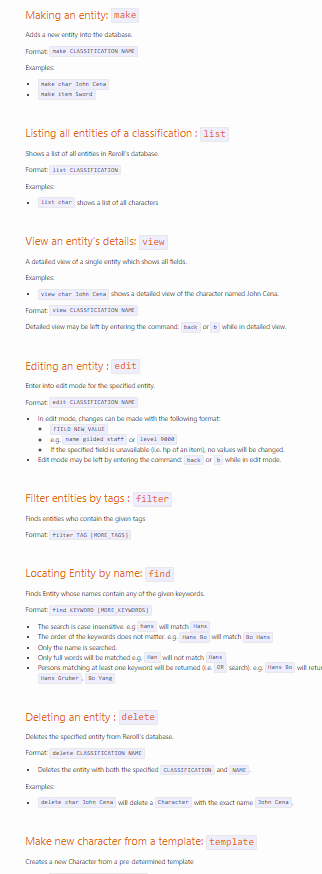 Making an entity: make
Adds a new entity into the database.
Format: make CLASSIFICATION NAME
Examples:
• make char John Cena
• make item Sword
Listing all entities of a classification : list
Shows a list of all entities in Reroll's database.
Format: list CLASSIFICATION
Examples:
• list char shows a list of all characters
View an entity's details: view
A detailed view of a single entity which shows all fields.
Examples:
• view char John Cena shows a detailed view of the character named John Cena.
Format: view CLASSIFICIATION NAME
Detailed view may be left by entering the command: back or b while in detailed view.
Editing an entity : edit
Enter into edit mode for the specified entity.
Format: edit CLASSIFICATION NAME
• In edit mode, changes can be made with the following format:
• FIELD NEW_VALUE
• e.g. name gilded staff or level 9000
• If the specified field is unavailable (i.e. hp of an item), no values will be changed.
• Edit mode may be left by entering the command: back or b while in edit mode.
Filter entities by tags : filter
Finds entities who contain the given tags
Format: filter TAG [MORE_TAGS]
Locating Entity by name: find
Finds Entity whose names contain any of the given keywords.
Format: find KEYWORD [MORE_KEYWORDS]
• The search is case insensitive. e.g hans will match Hans
• The order of the keywords does not matter. e.g. Hans Bo will match Bo Hans
• Only the name is searched.
• Only full words will be matched e.g. Han will not match Hans
• Persons matching at least one keyword will be returned (i.e. OR search). e.g. Hans Bo will retur
Hans Gruber, Bo Yang
Deleting an entity : delete
Deletes the specified entity from Reroll's database.
Format: delete CLASSIFICATION NAME
• Deletes the entity with both the specified CLASSIFICATION and NAME.
Examples:
• delete char John Cena will delete a Character with the exact name John Cena.
Make new character from a template: template
Creates a new Character from a pre determined template